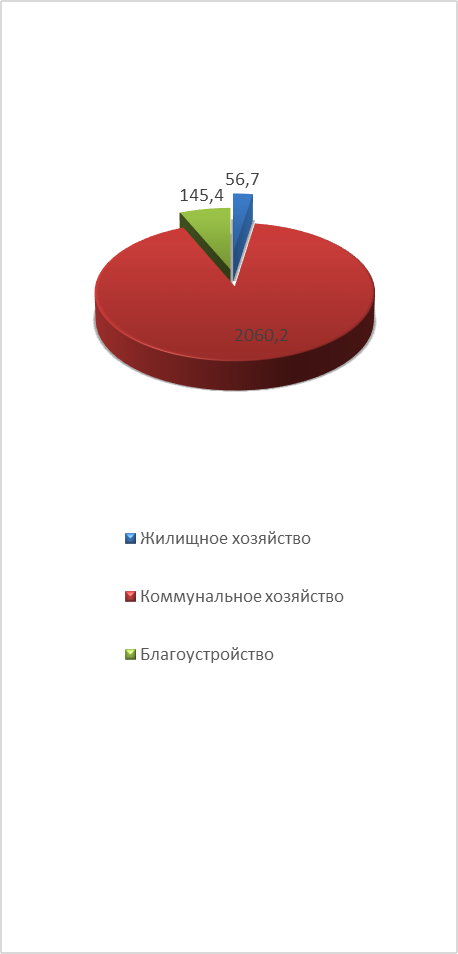 56,7
145,4
2060,2
Жилищное хозяйство
Коммунальное хозяйство
Благоустройство